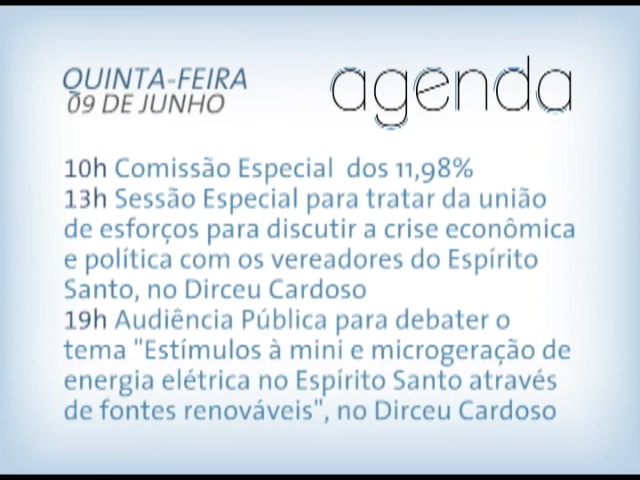 QUINTA-FEIRA
09 DE JUNHO
agenda
10h Comissão Especial dos 11,98%
13h Sessão Especial para tratar da união
de esforços para discutir a crise econômica
e política com os vereadores do Espírito
Santo, no Dirceu Cardoso
19h Audiência Pública para debater o
tema "Estímulos à mini e microgeração de
energia elétrica no Espírito Santo através
de fontes renováveis", no Dirceu Cardoso